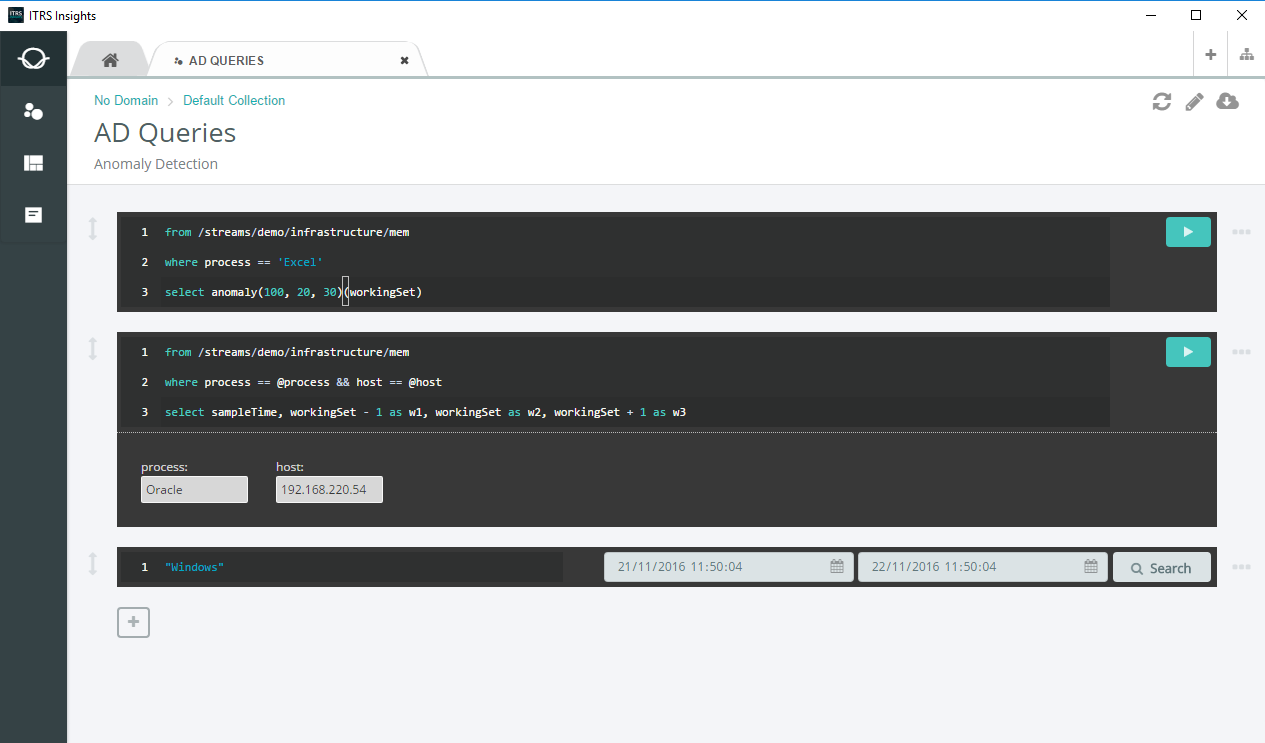 ITRS Insights
AD QUERIES
No Domain > Default Collection
AD Queries
Anomaly Detection
1 from /streams/demo/infrastructure/mem
2 where process == 'Excel'
3 select anomaly(100, 20, 30)(workingSet)
1 from /streams/demo/infrastructure/mem
2 where process == @process && host == @host
3 select sampleTime, workingSet - 1 as w1, workingSet as w2, workingSet + 1 as w3
process: host:
Oracle 192.168.220.54
1 "Windows" 21/11/2016 11:50:04 22/11/2016 11:50:04 Search